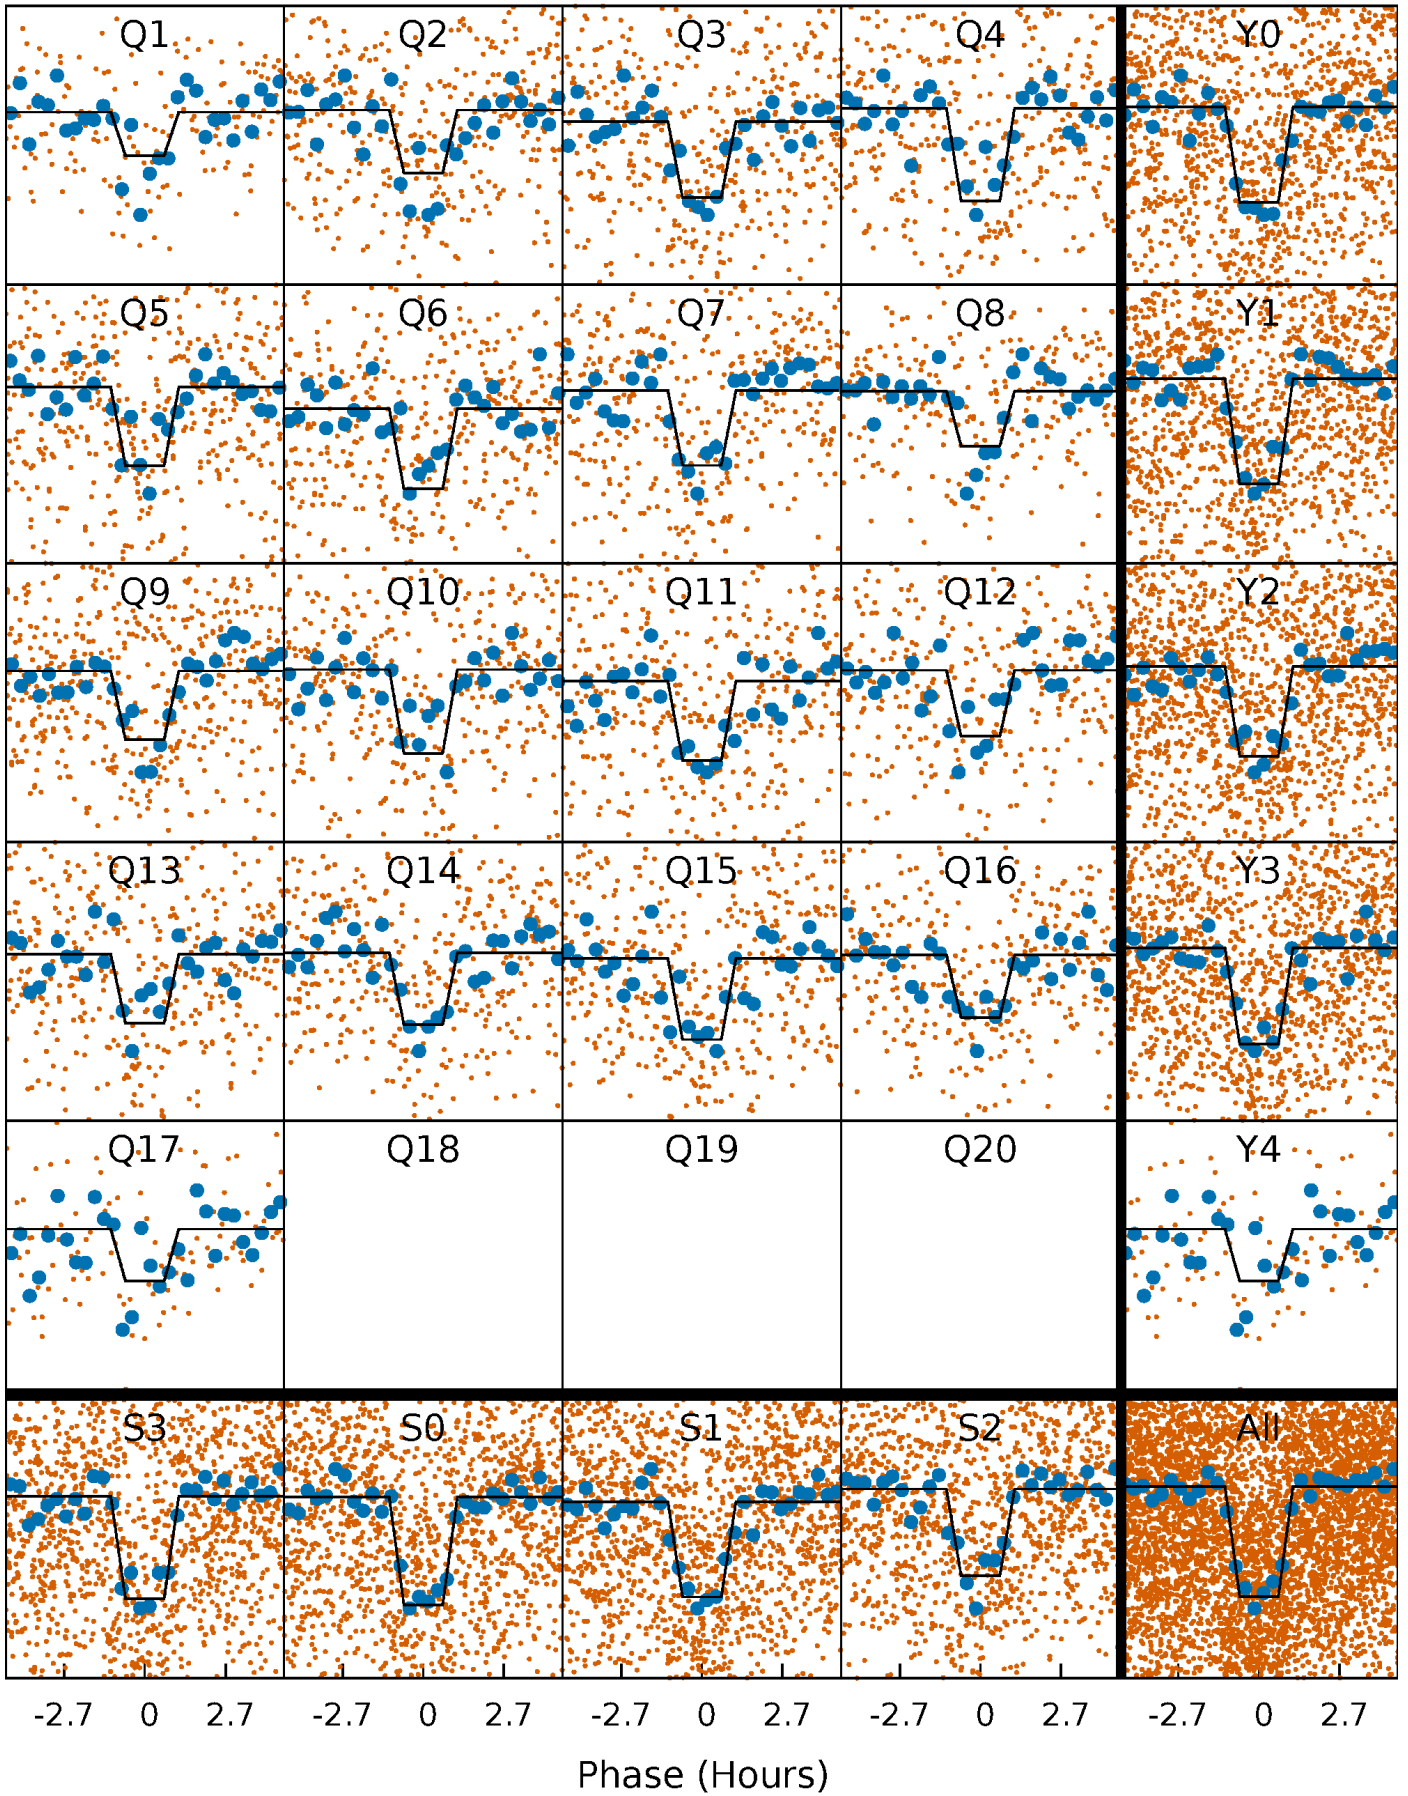 Q1 Q2 Q3 Q4 Y0
Q5 Q6 Q7 Q8 Y1
Q9 Q10 Q11 Q12 Y2
Q13 Q14 Q15 Q16 Y3
Q17 Q18 Q19 Q20 Y4
S3 S0 S1 S2 All
-2.7 0 2.7 -2.7 0 2.7 -2.7 0 2.7 -2.7 0 2.7 -2.7 0 2.7
Phase (Hours)